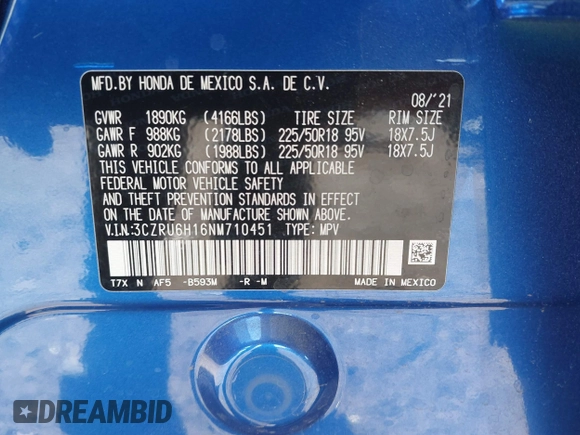 MFD.BY HONDA DE MEXICO S.A. DE C.V.
08/'21
GVWR 1890KG (4166LBS) TIRE SIZE RIM SIZE
GAWR F 988KG (2178LBS) 225/50R18 95V 18X7.5J
GAWR R 902KG (1988LBS) 225/50R18 95V 18X7.5J
THIS VEHICLE CONFORMS TO ALL APPLICABLE
FEDERAL MOTOR VEHICLE SAFETY
AND THEFT PREVENTION STANDARDS IN EFFECT
ON THE DATE OF MANUFACTURE SHOWN ABOVE.
V.I.N:3CZRU6H16NM710451 TYPE: MPV
T7X N AF5 -B593M -R -M MADE IN MEXICO
DREAMBID